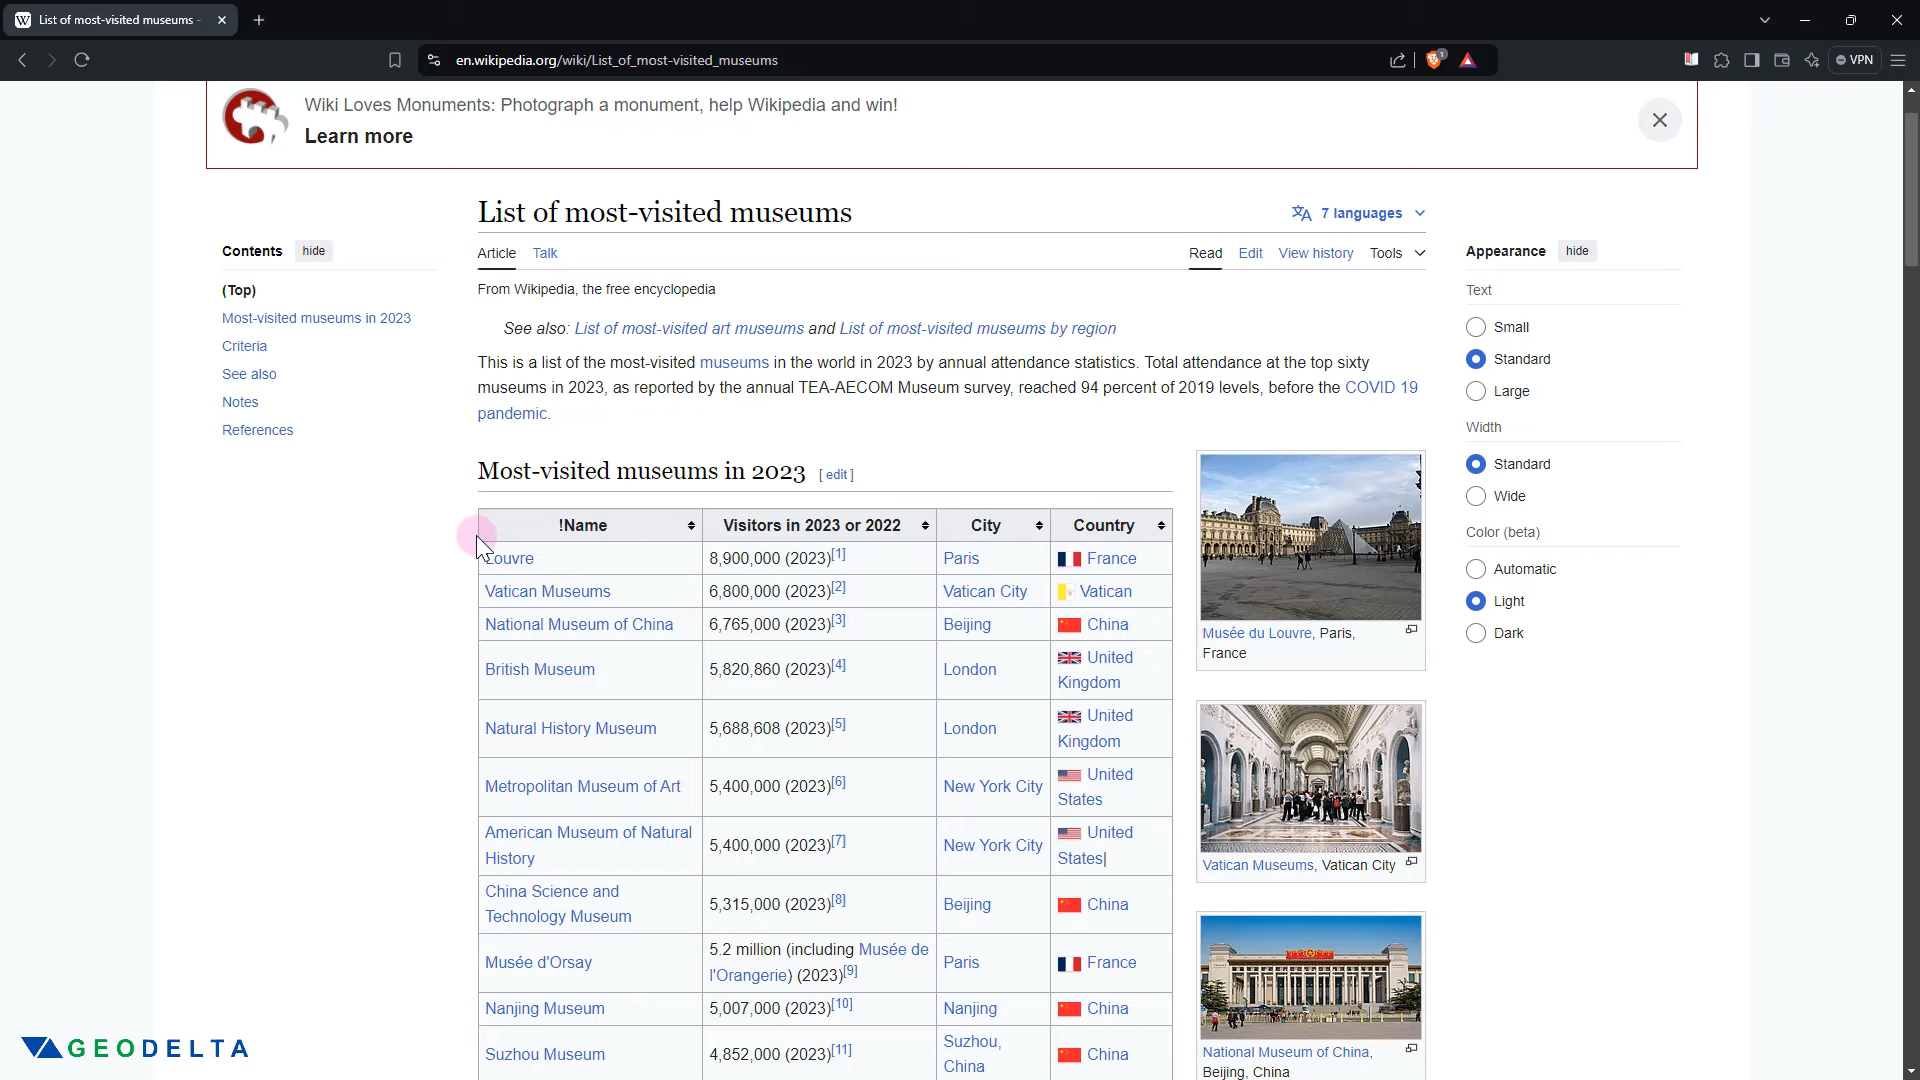 List of most-visited museums -
en.wikipedia.org/wiki/List_of_most-visited_museums
1
VPN
Wiki Loves Monuments: Photograph a monument, help Wikipedia and win!
Learn more
List of most-visited museums
7 languages
Contents hide
Article Talk
Read Edit View history Tools
Appearance hide
From Wikipedia, the free encyclopedia
(Top)
Most-visited museums in 2023
Criteria
See also
Notes
References
See also: List of most-visited art museums and List of most-visited museums by region
This is a list of the most-visited museums in the world in 2023 by annual attendance statistics. Total attendance at the top sixty
museums in 2023, as reported by the annual TEA-AECOM Museum survey, reached 94 percent of 2019 levels, before the COVID 19
pandemic.
Most-visited museums in 2023 [ edit ]
!Name Visitors in 2023 or 2022 City Country
Louvre 8,900,000 (2023)[1] Paris France
Vatican Museums 6,800,000 (2023)[2] Vatican City Vatican
National Museum of China 6,765,000 (2023)[3] Beijing China
British Museum 5,820,860 (2023)[4] London United
Kingdom
Natural History Museum 5,688,608 (2023)[5] London United
Kingdom
Metropolitan Museum of Art 5,400,000 (2023)[6] New York City United
States
American Museum of Natural
History 5,400,000 (2023)[7] New York City United
States
China Science and
Technology Museum 5,315,000 (2023)[8] Beijing China
Musée d'Orsay 5.2 million (including Musée de
l'Orangerie) (2023)[9] Paris France
Nanjing Museum 5,007,000 (2023)[10] Nanjing China
Suzhou Museum 4,852,000 (2023)[11] Suzhou,
China China
Musée du Louvre, Paris,
France
Vatican Museums, Vatican City
National Museum of China,
Beijing, China
Text
Small
Standard
Large
Width
Standard
Wide
Color (beta)
Automatic
Light
Dark
GEODELTA